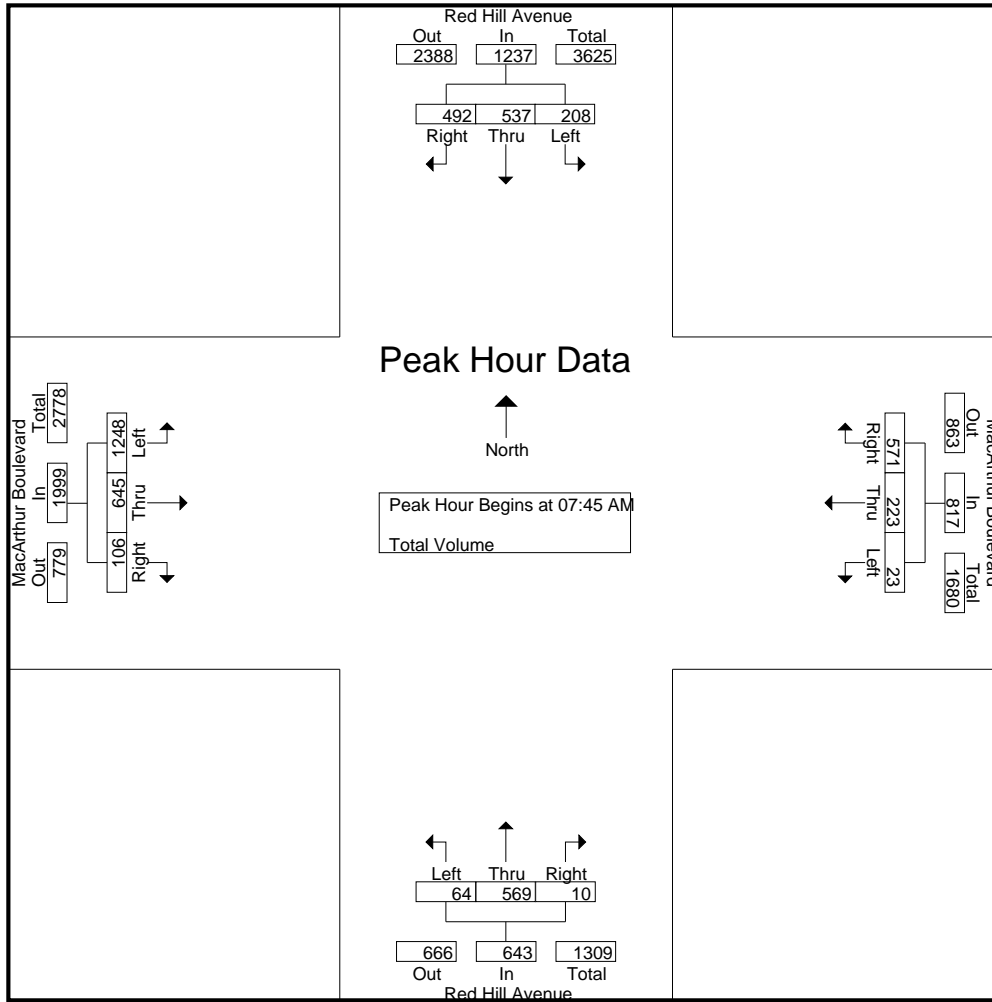 Red Hill Avenue
Out In Total
2388 1237 3625
492 537 208
Right Thru Left
Peak Hour Data
North
Peak Hour Begins at 07:45 AM
Total Volume
MacArthur Boulevard
Out In Total
779 1999 2778
1248 645 106
Left Thru Right
MacArthur Boulevard
Out In Total
863 817 1680
571 223 23
Right Thru Left
Left Thru Right
64 569 10
666 643 1309
Out In Total
Red Hill Avenue